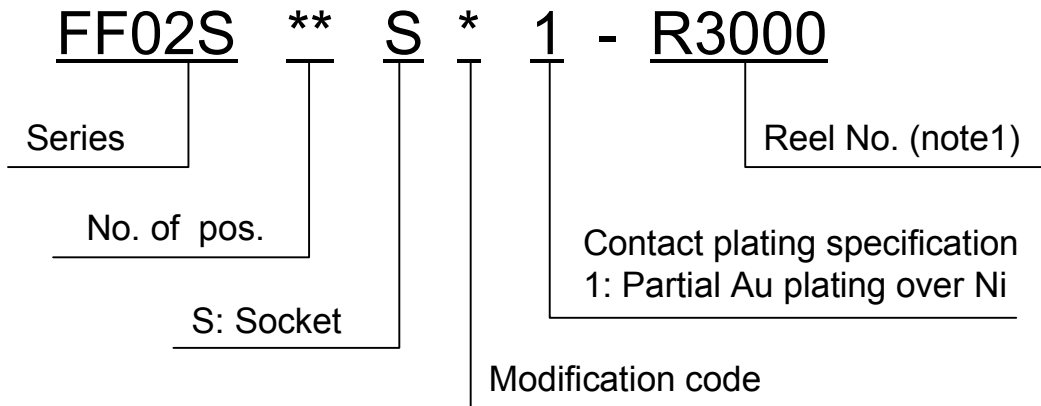 FF02S ** S * 1 - R3000
Series
Reel No. (note1)
No. of pos.
Contact plating specification
1: Partial Au plating over Ni
S: Socket
Modification code